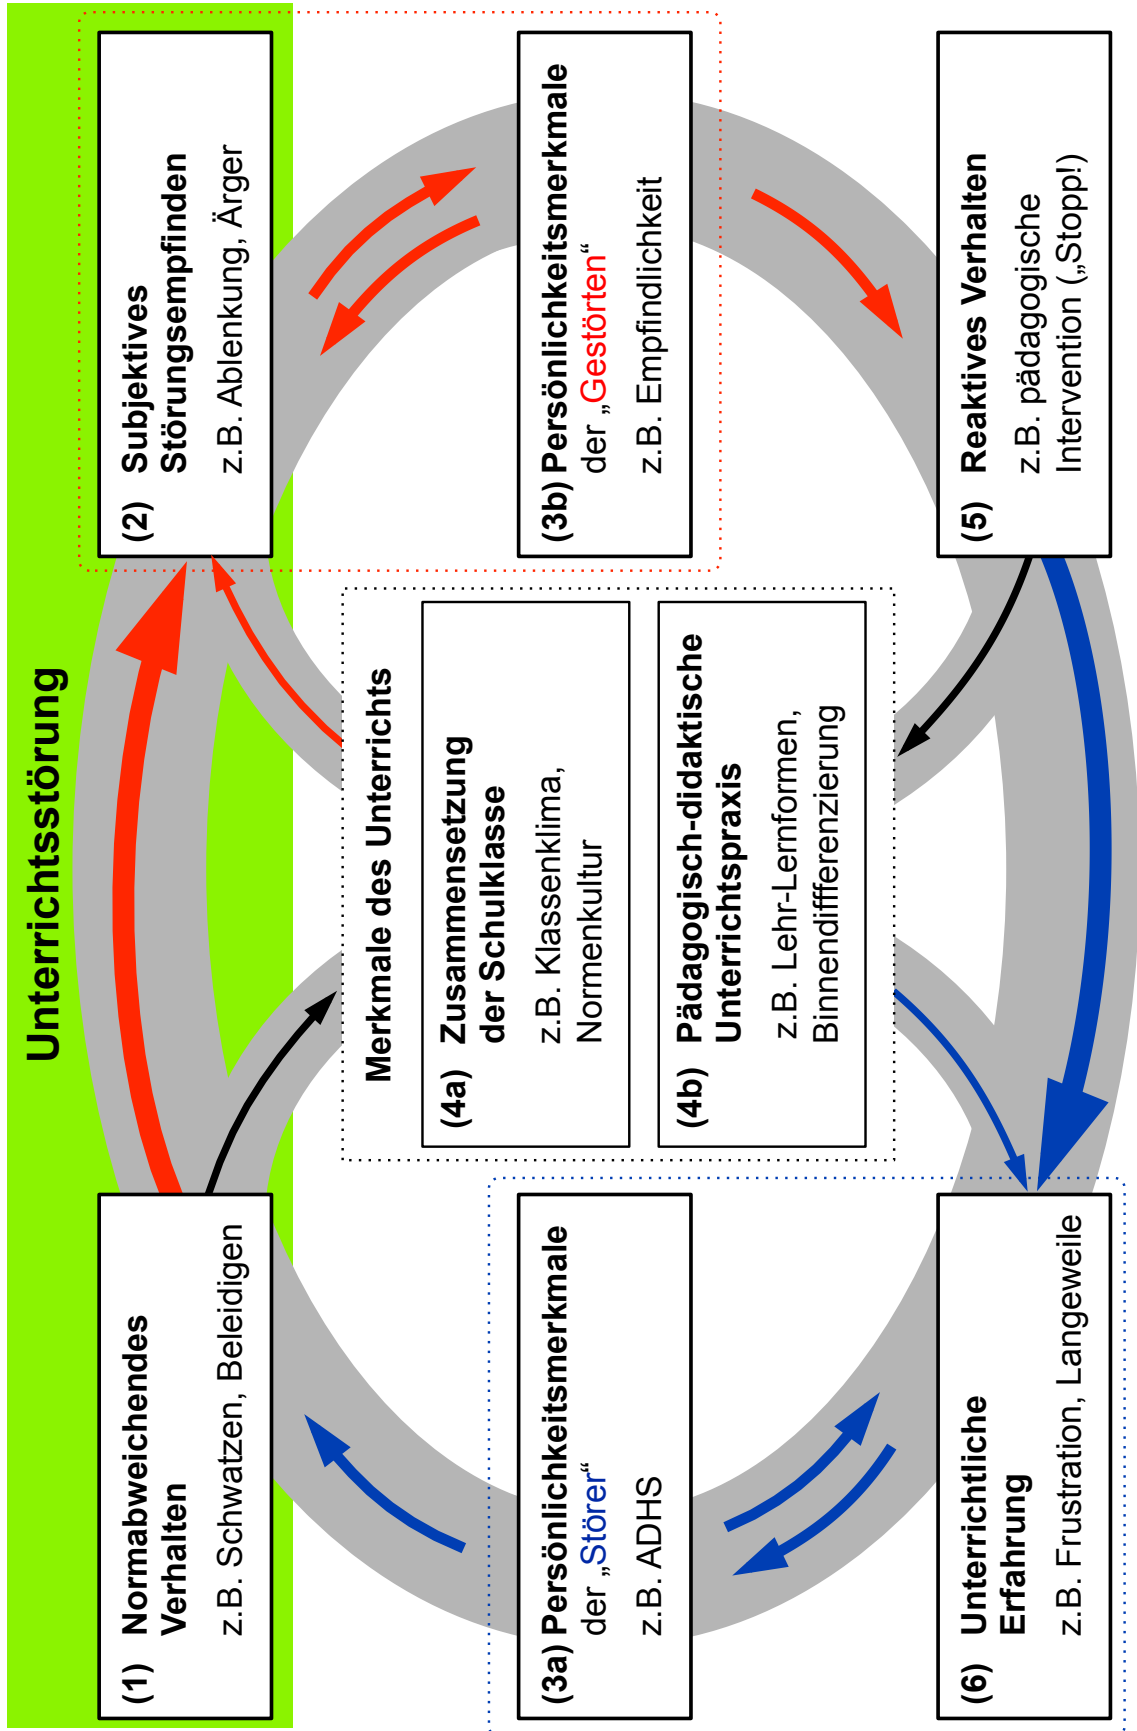 Unterrichtsstörung
(1) Normabweichendes
Verhalten
z.B. Schwatzen, Beleidigen
(2) Subjektives
Störungsempfinden
z.B. Ablenkung, Ärger
Merkmale des Unterrichts
(4a) Zusammensetzung
der Schulklasse
z.B. Klassenklima,
Normenkultur
(4b) Pädagogisch-didaktische
Unterrichtspraxis
z.B. Lehr-Lernformen,
Binnendifferenzierung
(3a) Persönlichkeitsmerkmale
der „Störer“
z.B. ADHS
(3b) Persönlichkeitsmerkmale
der „Gestörten“
z.B. Empfindlichkeit
(6) Unterrichtliche
Erfahrung
z.B. Frustration, Langeweile
(5) Reaktives Verhalten
z.B. pädagogische
Intervention („Stopp!)